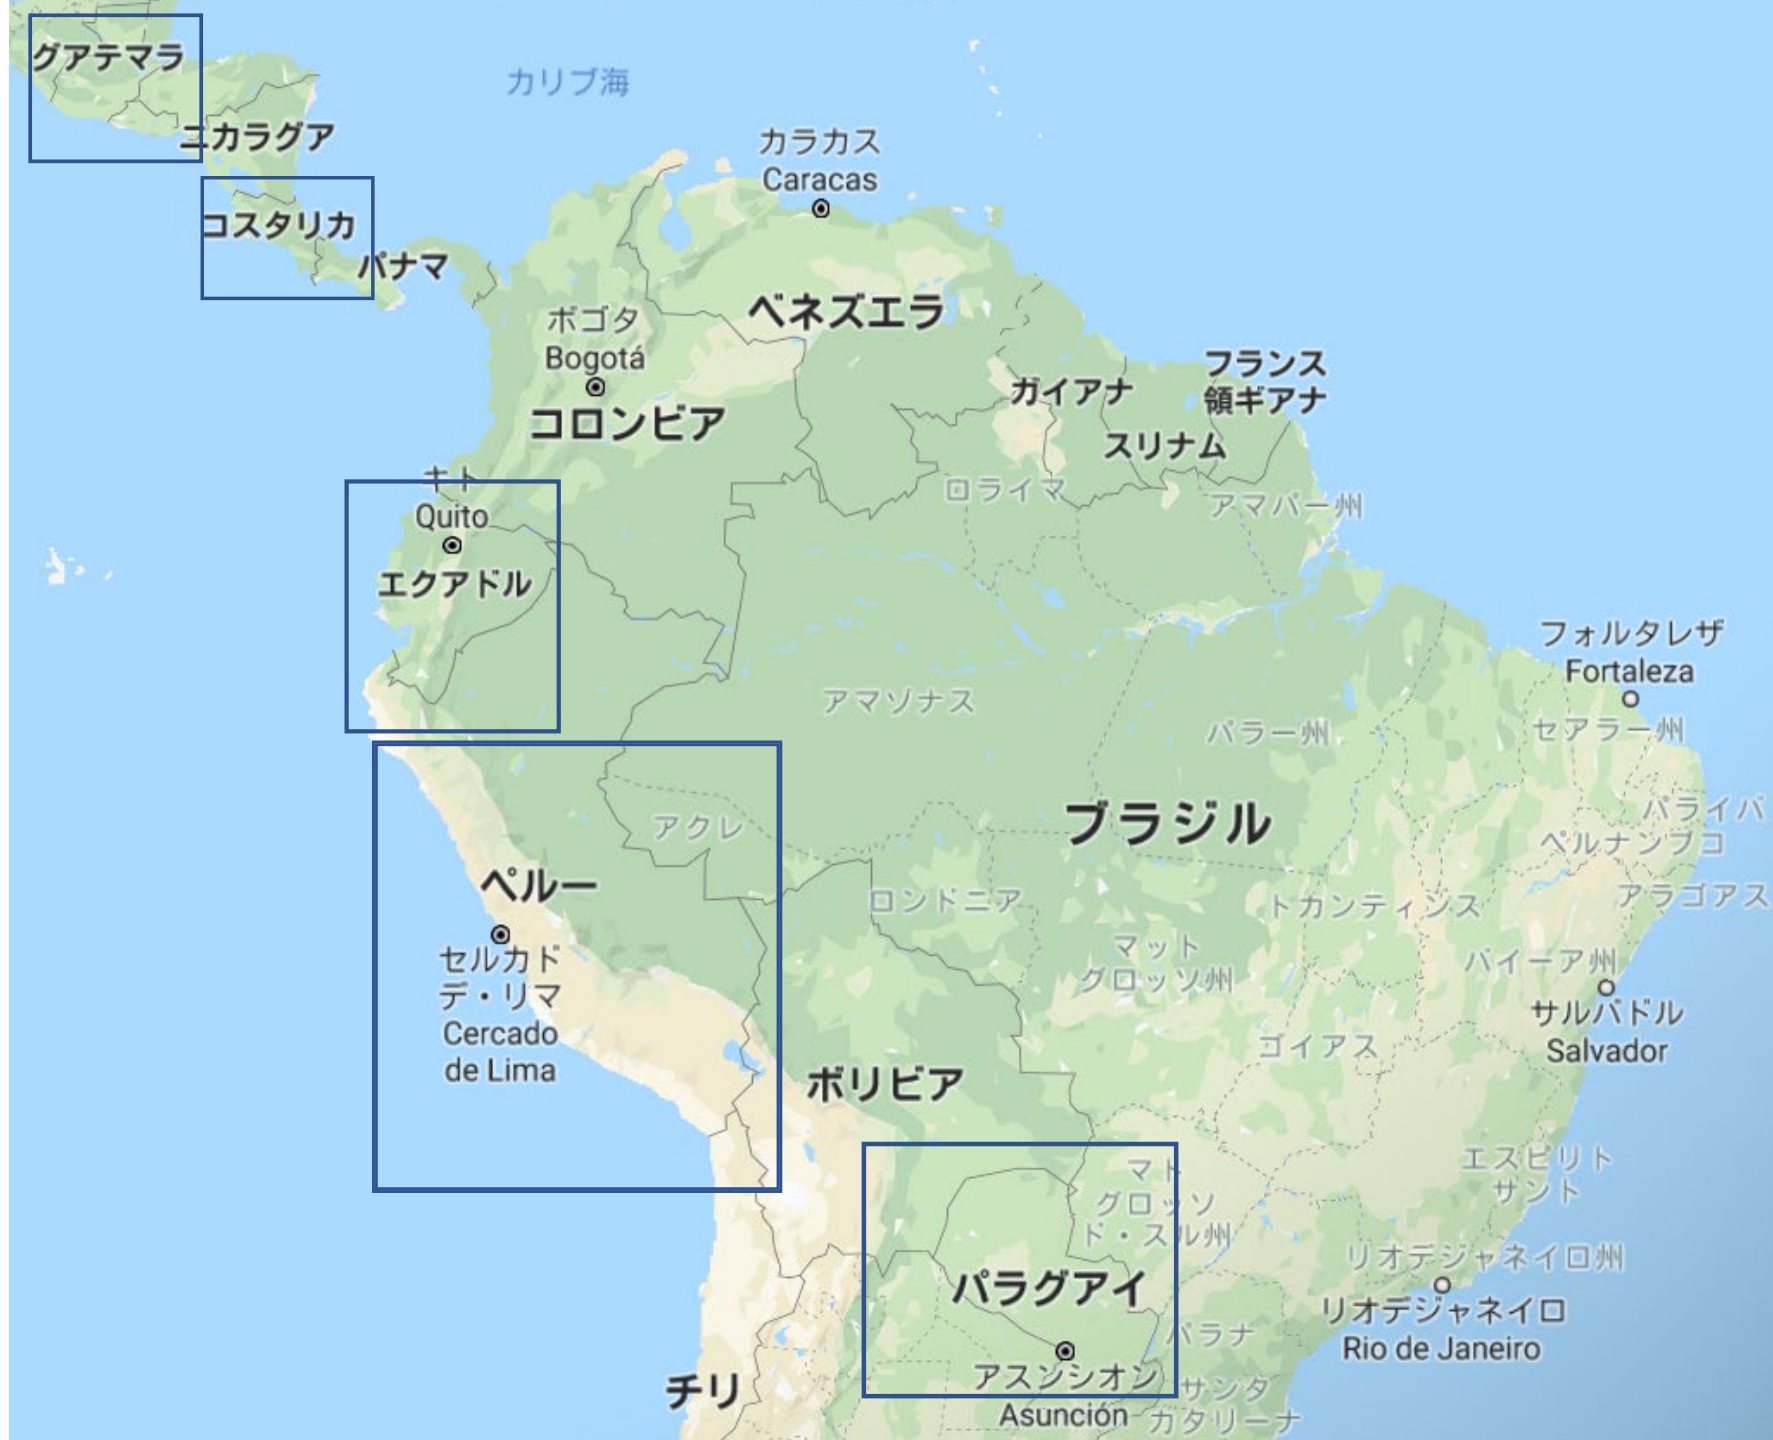 グアテマラ
カリブ海
ニカラグア
カラカス
Caracas
コスタリカ
パナマ
ベネズエラ
ボゴタ
Bogotá
コロンビア
ガイアナ
フランス
領ギアナ
スリナム
キト
Quito
ロライマ
アマパー州
エクアドル
フォルタレザ
Fortaleza
アマゾナス
パラー州
セアラー州
アクレ
ブラジル
パライバ
ペルナンブコ
ペルー
ロンドニア
トカンティンス
アラゴアス
セルカド
デ・リマ
Cercado
de Lima
マット
グロッソ州
バイーア州
サルバドル
Salvador
ゴイアス
ボリビア
マト
グロッソ
ド・スル州
エスピリト
サント
リオデジャネイロ州
リオデジャネイロ
Rio de Janeiro
パラグアイ
パラナ
アスンシオン
Asunción
チリ
サンタ
カタリーナ